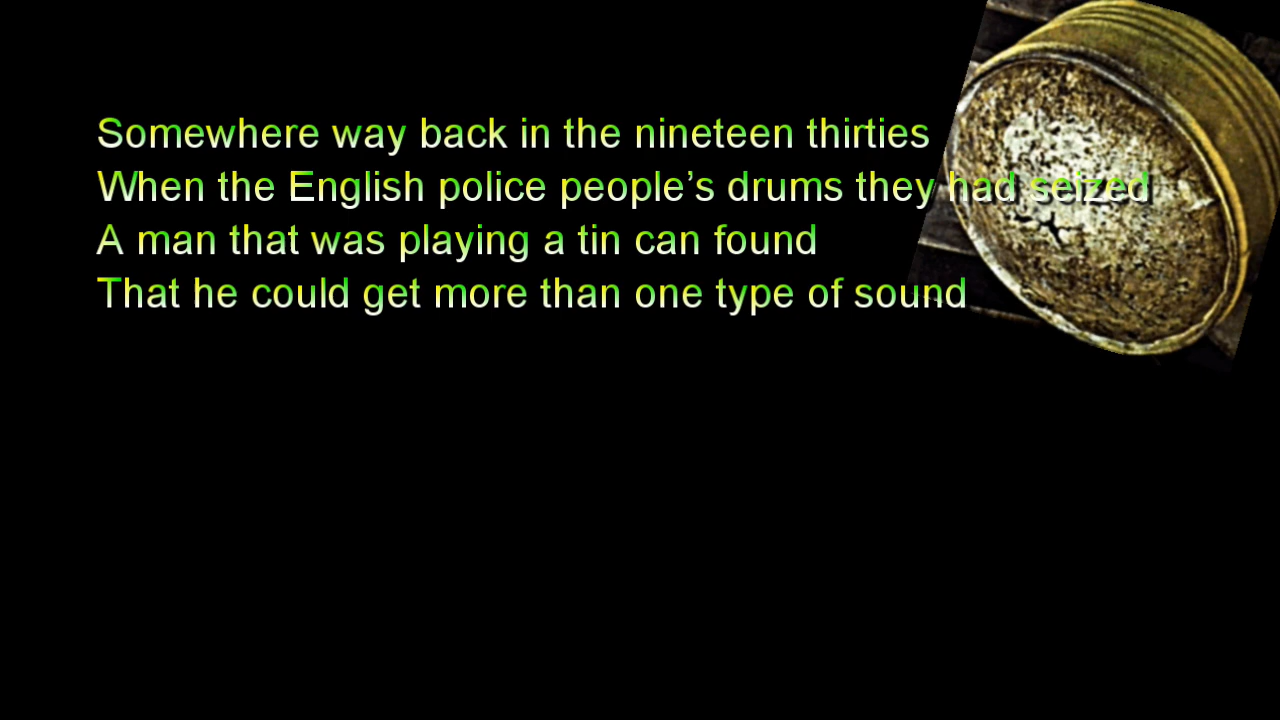 Somewhere way back in the nineteen thirties
When the English police people’s drums they had seized
A man that was playing a tin can found
That he could get more than one type of sound